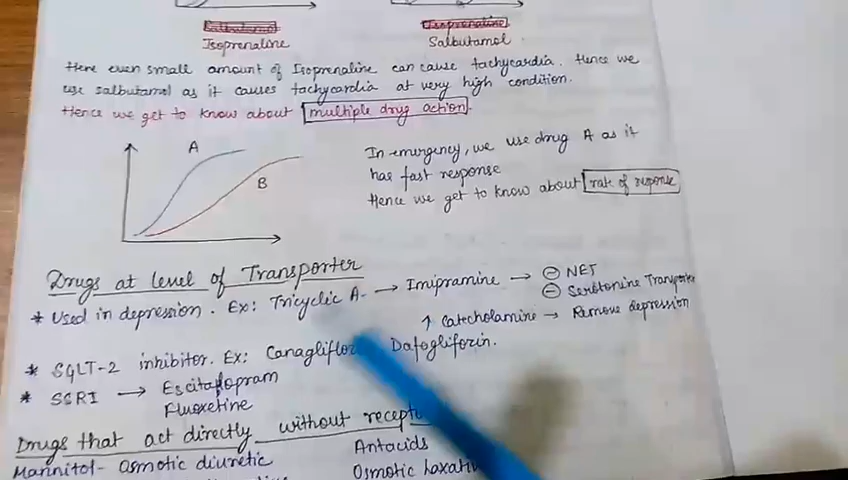 Isoprenaline
Salbutamol
Here even small amount of Isoprenaline can cause tachycardia. Hence we
use salbutamol as it causes tachycardia at very high condition.
Hence we get to know about multiple drug action.
A
B
In emurgency, we use drug A as it
has fast response
Hence we get to know about rate of response
Drugs at level of Transporter
* Used in depression. Ex: Tricyclic A. → Imipramine → ⊖ NET
⊖ Serotonine Transporter
↑ Catecholamine → Remove depression
* SGLT-2 inhibitor. Ex: Canagliflo Dafogliforin.
* SSRI → Escitalopram
Fluoxetine
Drugs that act directly without recept
Mannitol - Osmotic diuretic
Antacids
Osmotic laxati